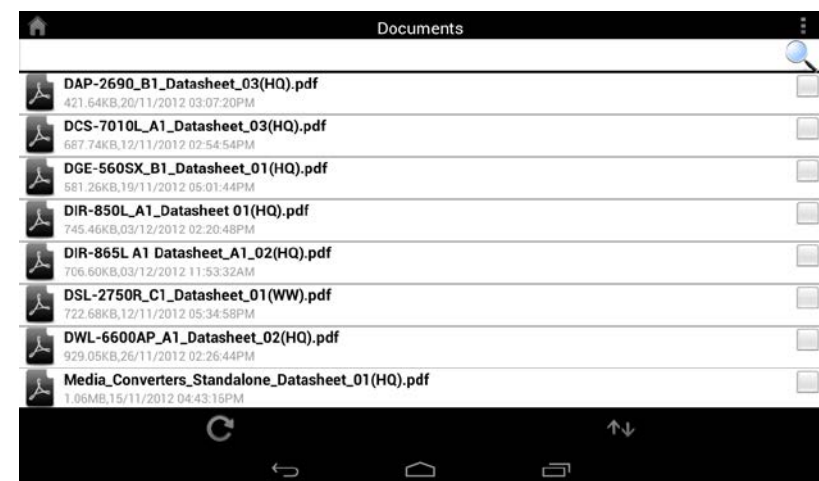 Documents
DAP-2690_B1_Datasheet_03(HQ).pdf
421.64KB,20/11/2012 03:07:20PM
DCS-7010L_A1_Datasheet_03(HQ).pdf
687.74KB,12/11/2012 02:54:54PM
DGE-560SX_B1_Datasheet_01(HQ).pdf
581.26KB,19/11/2012 05:01:44PM
DIR-850L_A1_Datasheet 01(HQ).pdf
745.46KB,03/12/2012 02:20:48PM
DIR-865L A1 Datasheet_A1_02(HQ).pdf
706.60KB,03/12/2012 11:53:32AM
DSL-2750R_C1_Datasheet_01(WW).pdf
722.68KB,12/11/2012 05:34:58PM
DWL-6600AP_A1_Datasheet_02(HQ).pdf
929.05KB,26/11/2012 02:26:44PM
Media_Converters_Standalone_Datasheet_01(HQ).pdf
1.06MB,15/11/2012 04:43:15PM